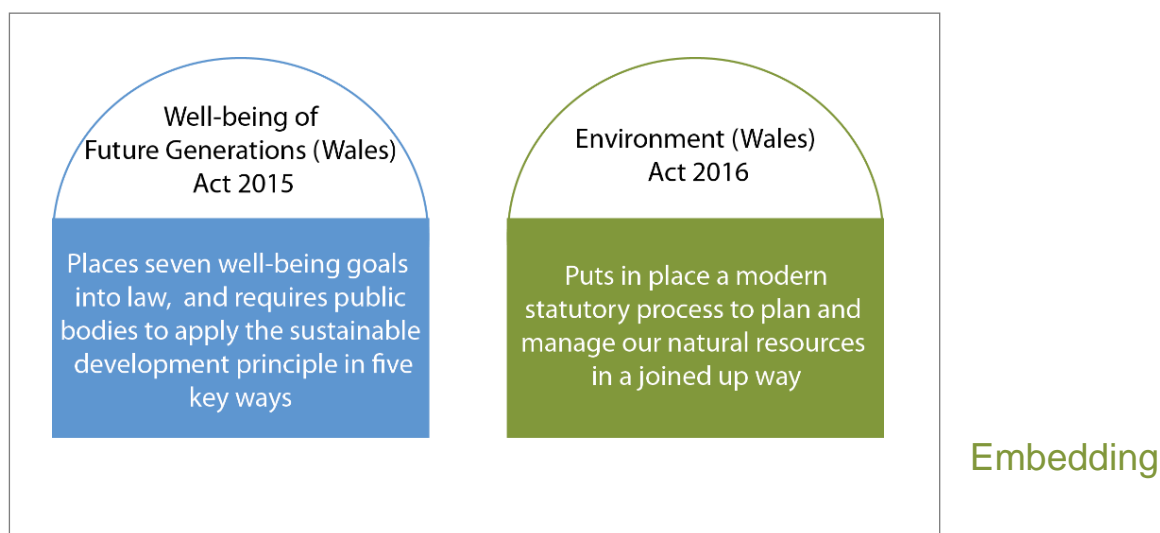 Well-being of
Future Generations (Wales)
Act 2015
Places seven well-being goals
into law, and requires public
bodies to apply the sustainable
development principle in five
key ways
Environment (Wales)
Act 2016
Puts in place a modern
statutory process to plan and
manage our natural resources
in a joined up way
Embedding